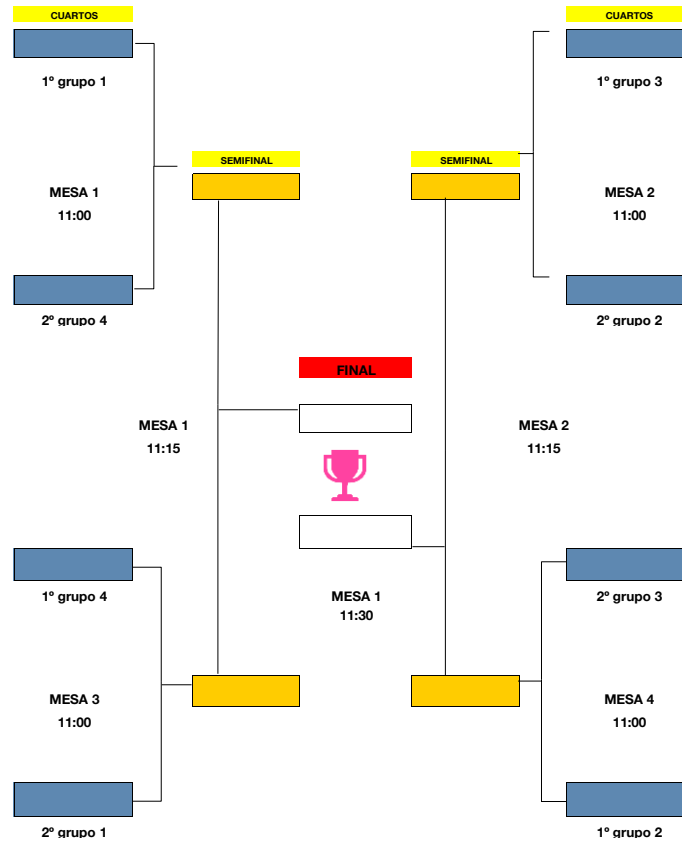 CUARTOS
CUARTOS
1º grupo 1
1º grupo 3
SEMIFINAL
SEMIFINAL
MESA 1
11:00
MESA 2
11:00
2º grupo 4
2º grupo 2
FINAL
MESA 1
11:15
MESA 2
11:15
1º grupo 4
MESA 1
11:30
2º grupo 3
MESA 3
11:00
MESA 4
11:00
2º grupo 1
1º grupo 2